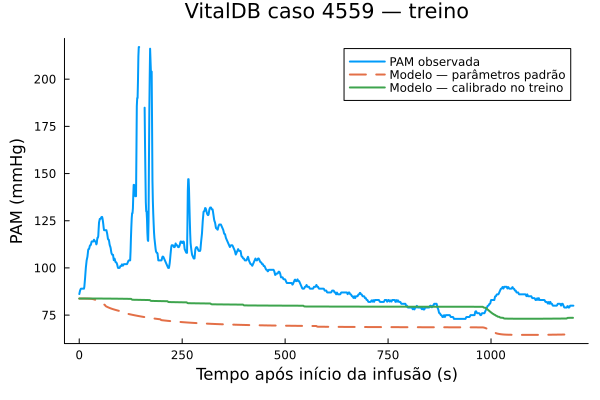 VitalDB caso 4559 — treino
PAM observada
Modelo — parâmetros padrão
Modelo — calibrado no treino
PAM (mmHg)
200
175
150
125
100
75
0
250
500
750
1000
Tempo após início da infusão (s)